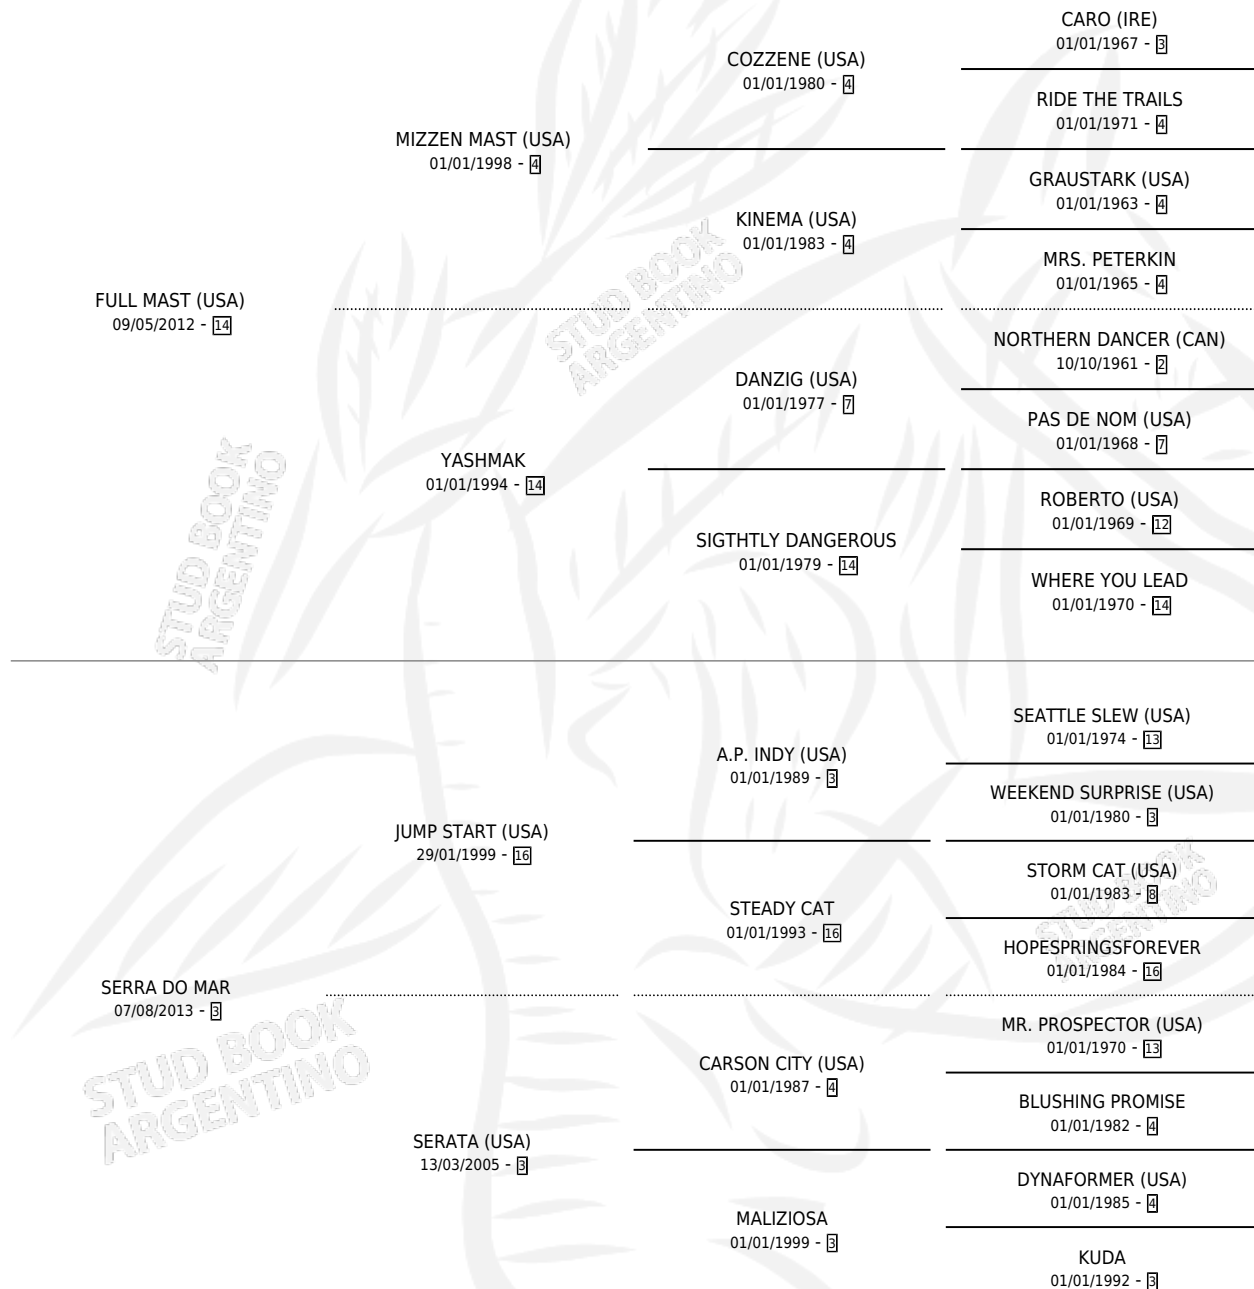 CARO (IRE)
01/01/1967 - 3
COZZENE (USA)
01/01/1980 - 4
RIDE THE TRAILS
01/01/1971 - 4
MIZZEN MAST (USA)
01/01/1998 - 4
GRAUSTARK (USA)
01/01/1963 - 4
KINEMA (USA)
01/01/1983 - 4
MRS. PETERKIN
01/01/1965 - 4
FULL MAST (USA)
09/05/2012 - 14
NORTHERN DANCER (CAN)
10/10/1961 - 2
DANZIG (USA)
01/01/1977 - 7
PAS DE NOM (USA)
01/01/1968 - 7
YASHMAK
01/01/1994 - 14
ROBERTO (USA)
01/01/1969 - 12
SIGTHTLY DANGEROUS
01/01/1979 - 14
WHERE YOU LEAD
01/01/1970 - 14
SEATTLE SLEW (USA)
01/01/1974 - 13
A.P. INDY (USA)
01/01/1989 - 3
WEEKEND SURPRISE (USA)
01/01/1980 - 3
JUMP START (USA)
29/01/1999 - 16
STORM CAT (USA)
01/01/1983 - 8
STEADY CAT
01/01/1993 - 16
HOPESPRINGSFOREVER
01/01/1984 - 16
SERRA DO MAR
07/08/2013 - 3
MR. PROSPECTOR (USA)
01/01/1970 - 13
CARSON CITY (USA)
01/01/1987 - 4
BLUSHING PROMISE
01/01/1982 - 4
SERATA (USA)
13/03/2005 - 3
DYNAFORMER (USA)
01/01/1985 - 4
MALIZIOSA
01/01/1999 - 3
KUDA
01/01/1992 - 3
STUD BOOK
ARGENTINO
STUD BOOK
ARGENTINO
STUD BOOK
ARGENTINO
STUD BOOK
ARGENTINO